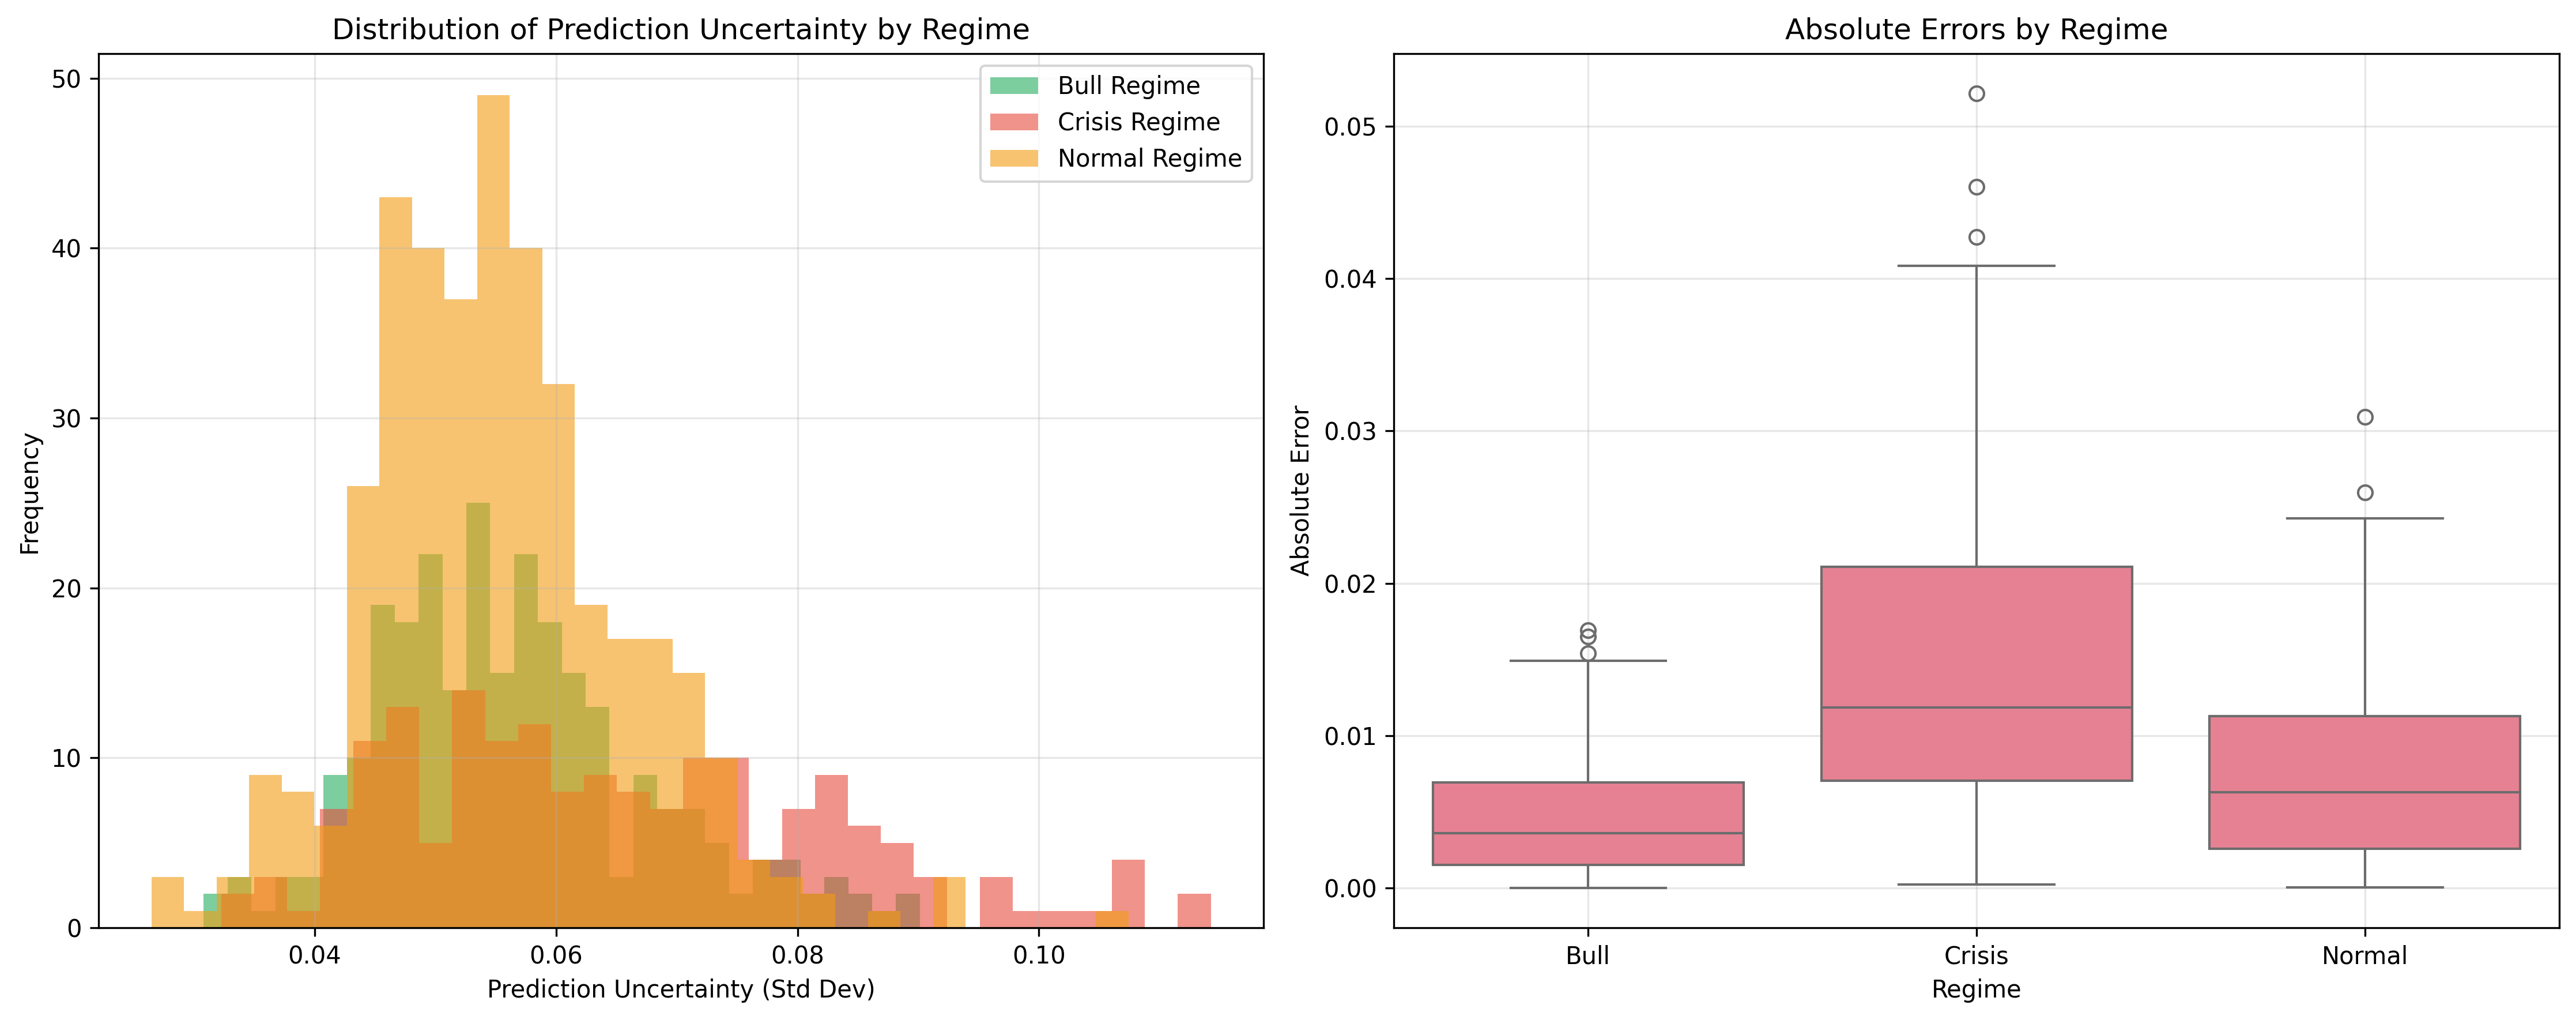 Distribution of Prediction Uncertainty by Regime
50
40
30
20
10
0
Frequency
Bull Regime
Crisis Regime
Normal Regime
0.04 0.06 0.08 0.10
Prediction Uncertainty (Std Dev)
Absolute Errors by Regime
0.05
0.04
0.03
0.02
0.01
0.00
Absolute Error
Bull Crisis Normal
Regime